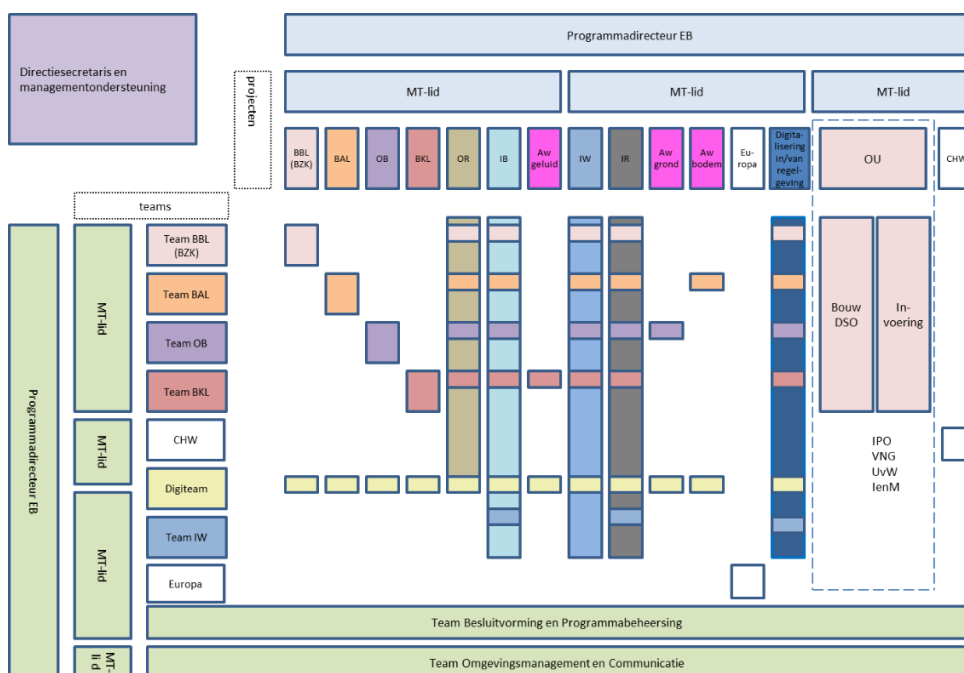 Programmadirecteur EB
Directiesecretaris en
managementondersteuning
projecten
MT-lid
MT-lid
MT-lid
BBL
(BZK)
BAL
OB
BKL
OR
IB
Aw
geluid
IW
IR
Aw
grond
Aw
bodem
Eu-
ropa
Digita-
lisering
in/van
regel-
geving
OU
CHW
teams
Programmadirecteur EB
MT-lid
Team BBL
(BZK)
Team BAL
Team OB
Team BKL
Bouw
DSO
In-
voering
MT-lid
CHW
Digiteam
IPO
VNG
UvW
IenM
MT-lid
Team IW
Europa
Team Besluitvorming en Programmabeheersing
MT-
li d
Team Omgevingsmanagement en Communicatie